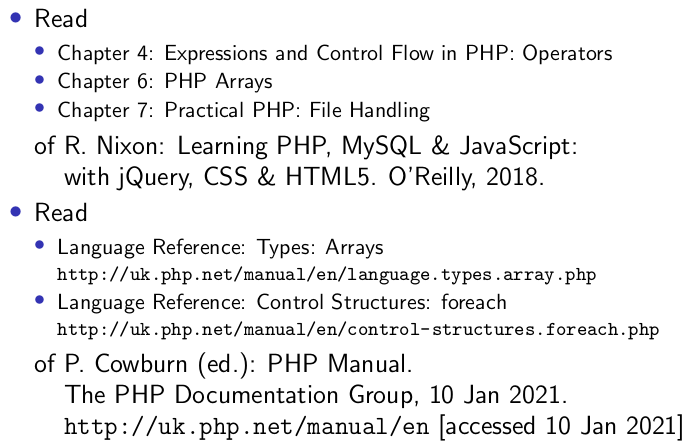 • Read
• Chapter 4: Expressions and Control Flow in PHP: Operators
• Chapter 6: PHP Arrays
• Chapter 7: Practical PHP: File Handling
of R. Nixon: Learning PHP, MySQL & JavaScript:
with jQuery, CSS & HTML5. O'Reilly, 2018.
• Read
• Language Reference: Types: Arrays
http://uk.php.net/manual/en/language.types.array.php
• Language Reference: Control Structures: foreach
http://uk.php.net/manual/en/control-structures.foreach.php
of P. Cowburn (ed.): PHP Manual.
The PHP Documentation Group, 10 Jan 2021.
http://uk.php.net/manual/en [accessed 10 Jan 2021]